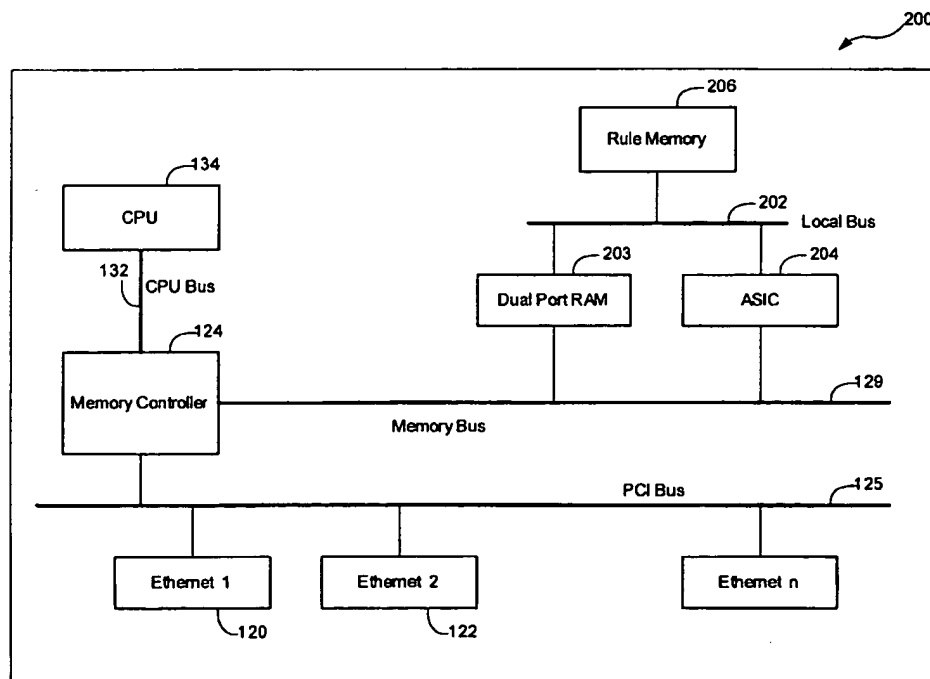 200
206
Rule Memory
134
CPU
202
Local Bus
132
CPU Bus
203
204
Dual Port RAM
ASIC
124
Memory Controller
129
Memory Bus
PCI Bus
125
Ethernet 1
Ethernet 2
Ethernet n
120
122